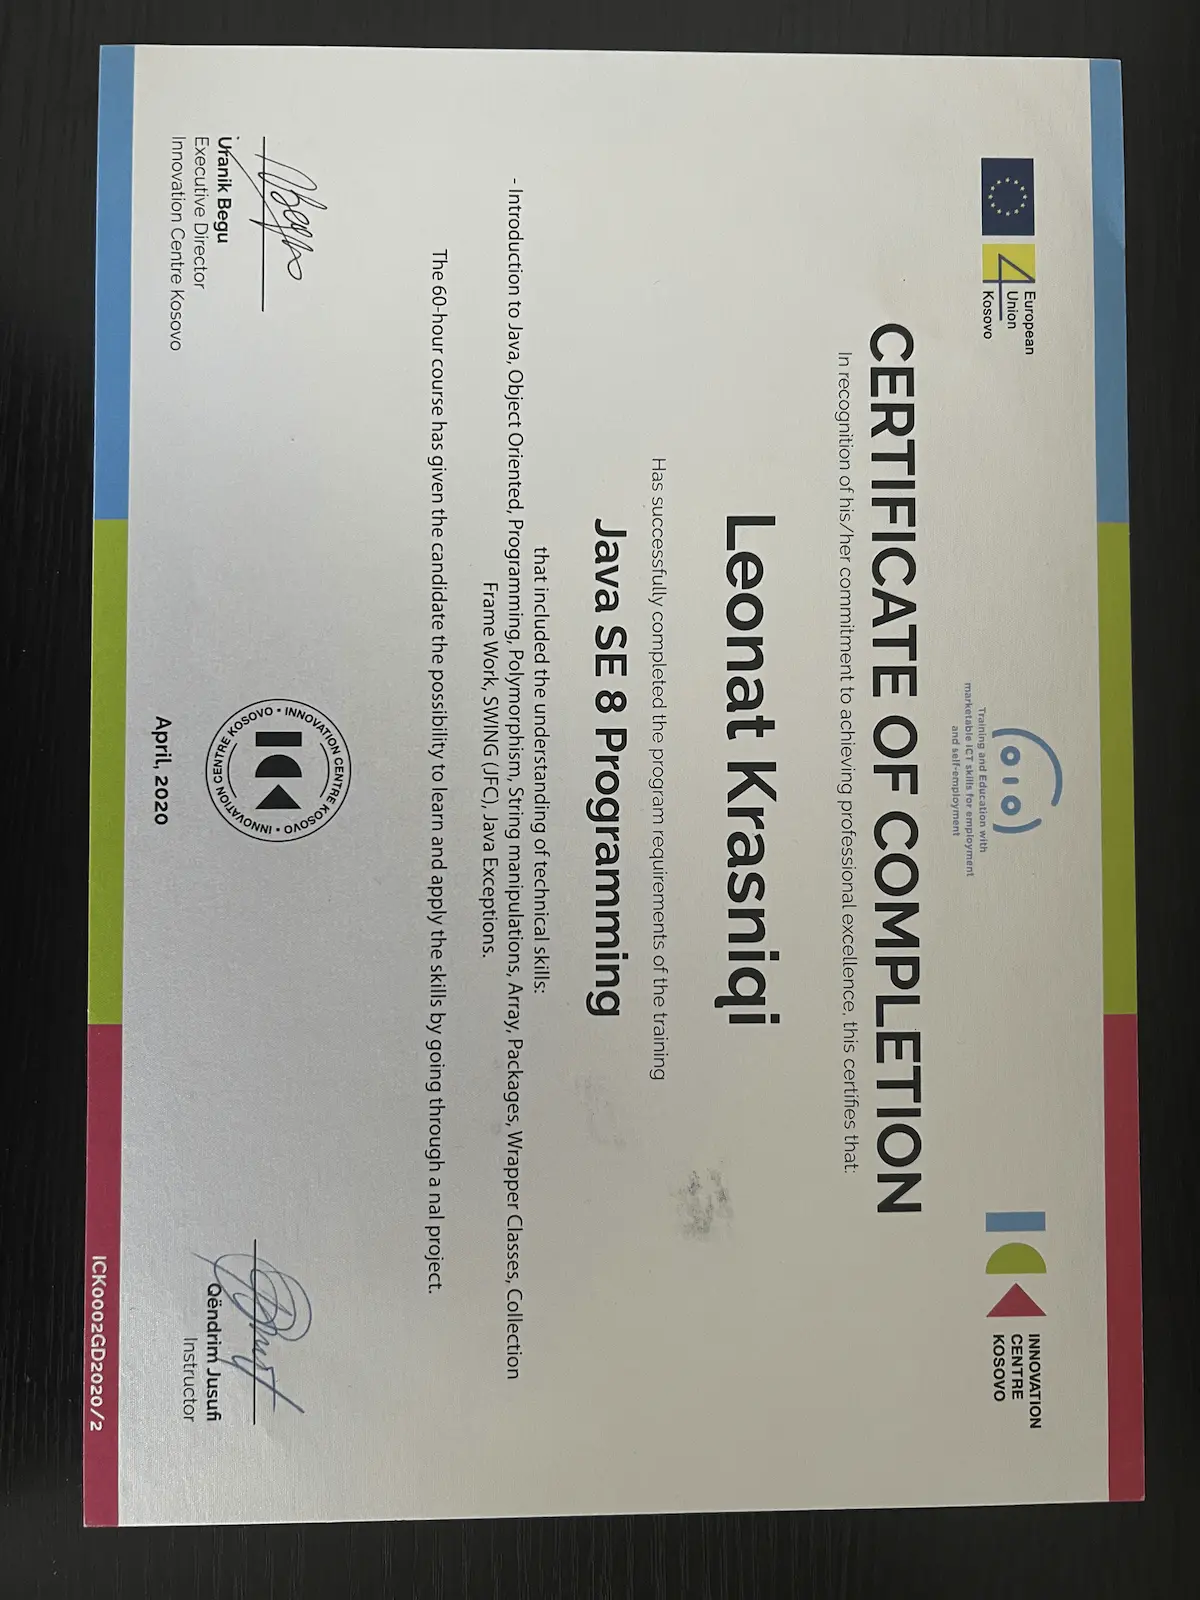 European
Union
Kosovo
Training and Education with
marketable ICT skills for employment
and self-employment
INNOVATION
CENTRE
KOSOVO
CERTIFICATE OF COMPLETION
In recognition of his/her commitment to achieving professional excellence, this certifies that:
Leonat Krasniqi
Has successfully completed the program requirements of the training
Java SE 8 Programming
that included the understanding of technical skills:
- Introduction to Java, Object Oriented, Programming, Polymorphism, String manipulations, Array, Packages, Wrapper Classes, Collection
Frame Work, SWING (JFC), Java Exceptions.
The 60-hour course has given the candidate the possibility to learn and apply the skills by going through a nal project.
Uranik Begu
Executive Director
Innovation Centre Kosovo
INNOVATION CENTRE KOSOVO • INNOVATION CENTRE KOSOVO •
April, 2020
Qëndrim Jusufi
Instructor
ICK0002GD2020/2